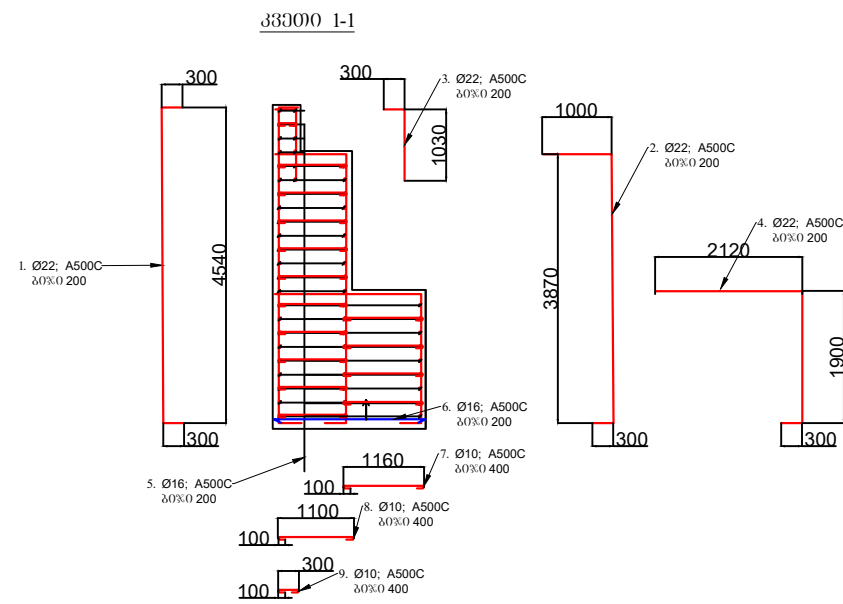 კვეთი 1-1
300
300
3. Ø22; A500C
ბიჯი 200
1030
1000
2. Ø22; A500C
ბიჯი 200
4. Ø22; A500C
ბიჯი 200
2120
1. Ø22; A500C
ბიჯი 200
4540
3870
1900
6. Ø16; A500C
ბიჯი 200
300
300
300
5. Ø16; A500C
ბიჯი 200
1160
7. Ø10; A500C
ბიჯი 400
100
1100
8. Ø10; A500C
ბიჯი 400
100
300
9. Ø10; A500C
ბიჯი 400
100